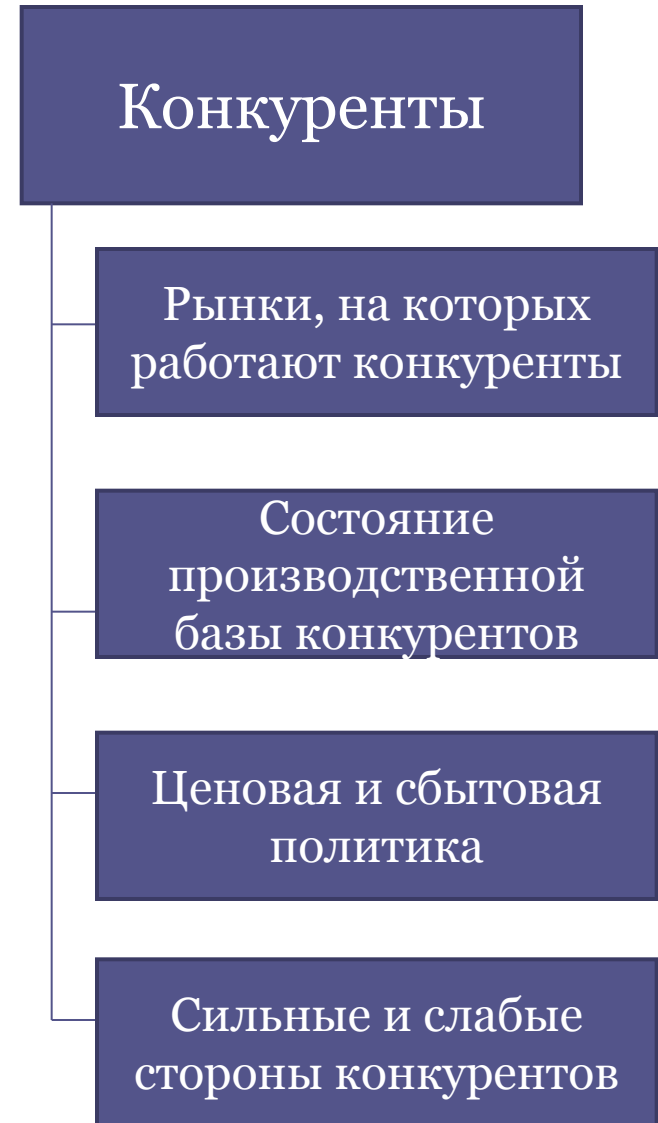 Конкуренты
Рынки, на которых
работают конкуренты
Состояние
производственной
базы конкурентов
Ценовая и сбытовая
политика
Сильные и слабые
стороны конкурентов